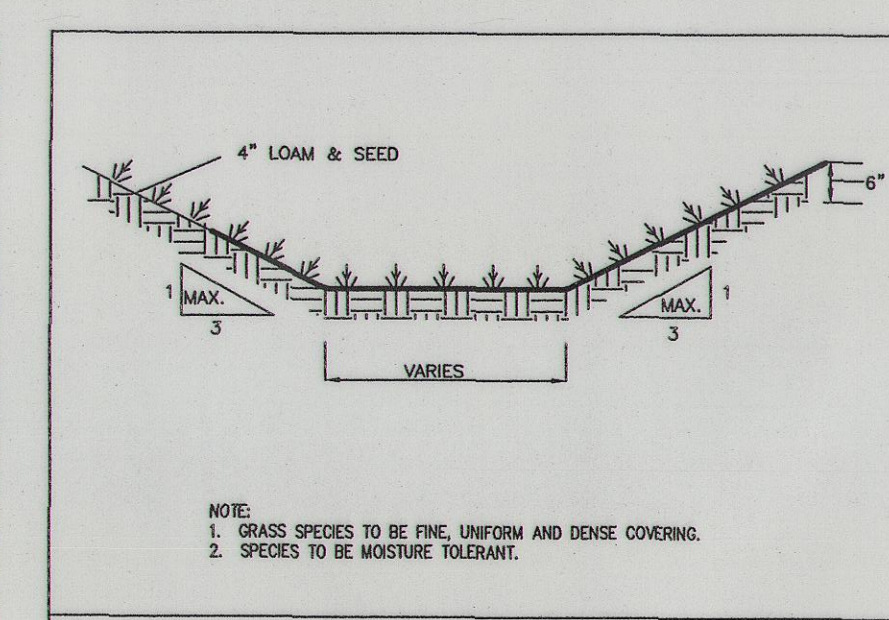 4" LOAM & SEED
6"
1 MAX. 3
MAX. 1 3
VARIES
NOTE:
1. GRASS SPECIES TO BE FINE, UNIFORM AND DENSE COVERING.
2. SPECIES TO BE MOISTURE TOLERANT.